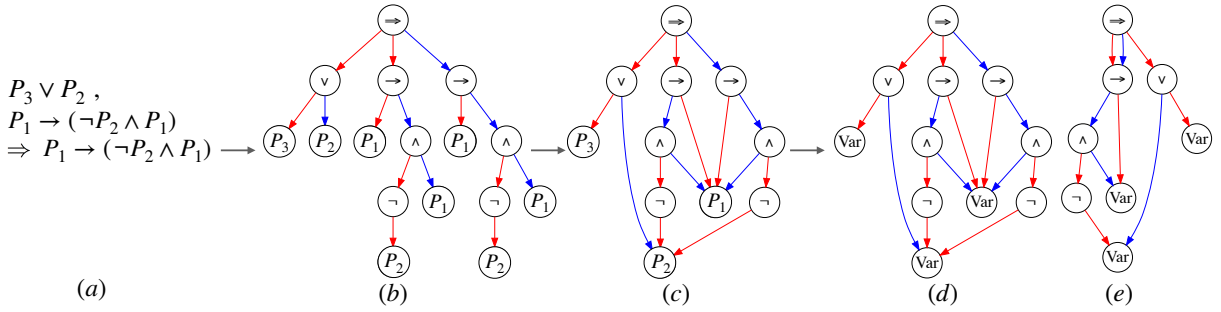 P₃ ∨ P₂ ,
P₁ → (¬P₂ ∧ P₁)
⇒ P₁ → (¬P₂ ∧ P₁)
(a)
⇒
∨ → →
P₃ P₂ P₁ ∧ P₁ ∧
¬ P₁ ¬ P₁
P₂ P₂
(b)
⇒
∨ → →
P₃ ∧ ∧
¬ P₁ ¬
P₂
(c)
⇒
∨ → →
Var ∧ ∧
¬ Var ¬
Var
(d)
⇒
→ ∨
∧ Var
¬ Var
Var
(e)